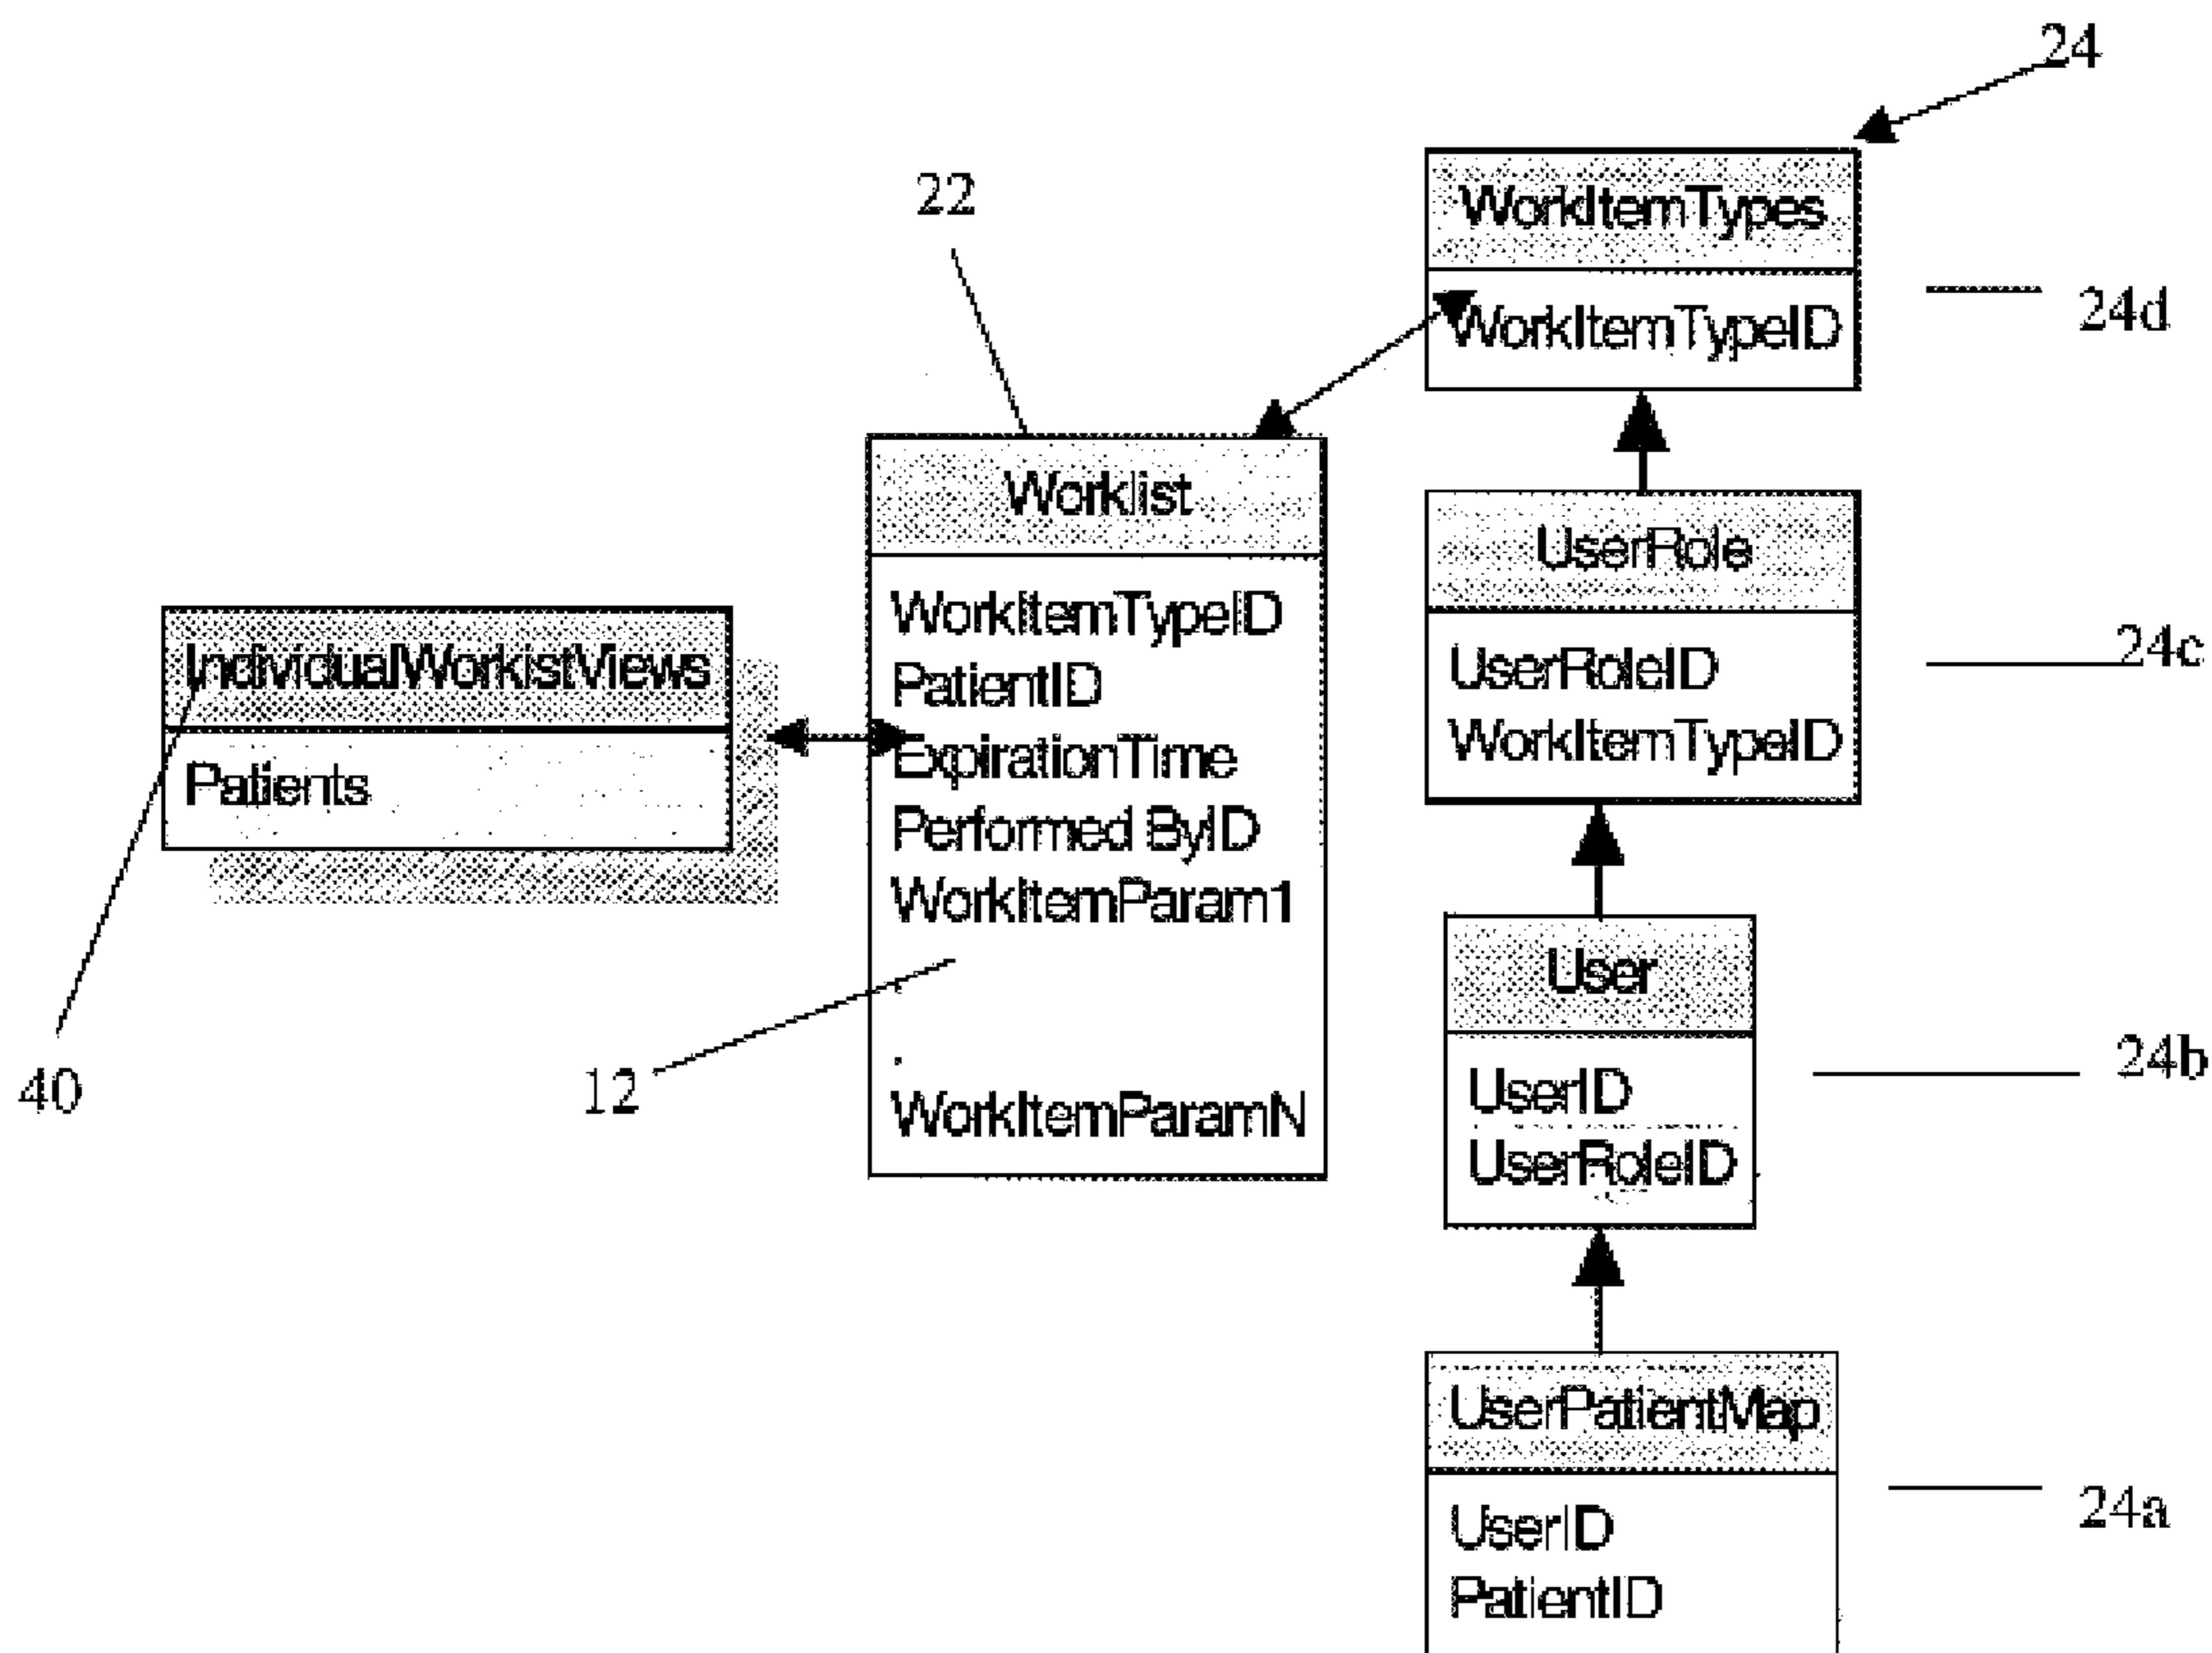 24
22
WorkItemTypes
WorkItemTypeID
24d
Worklist
WorkItemTypeID
PatientID
ExpirationTime
Performed ByID
WorkItemParam1
.
.
WorkItemParamN
12
UserRole
UserRoleID
WorkItemTypeID
24c
IndividualWorkistViews
Patients
40
User
UserID
UserRoleID
24b
UserPatientMap
UserID
PatientID
24a